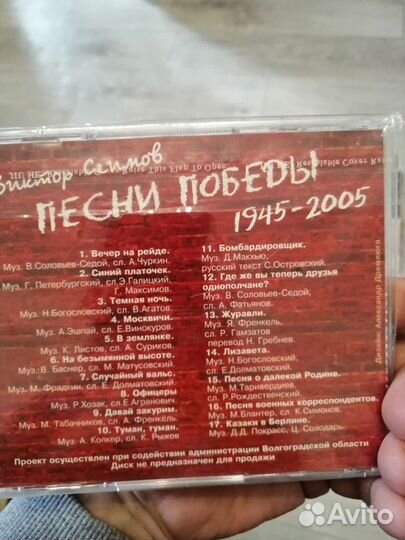 Виктор
ПЕСНИ ПОБЕДЫ
1945-2005
1. Вечер на рейде.
Муз. В.Соловьев-Седой, сл. А.Чуркин.
2. Синий платочек.
Муз. Г. Петербургский, сл.Э.Галицкий,
Г. Максимов.
3. Темная ночь.
Муз. Н.Богословский, сл. В.Агатов.
4. Москвичи.
Муз. А.Эшпай, сл. Е.Винокуров.
5. В землянке.
Муз. К. Листов, сл. А. Суриков.
6. На безымянной высоте.
Муз. В. Баснер, сл. М. Матусовский.
7. Случайный вальс.
Муз. М. Фрадкин, сл. Е. Долматовский.
8. Офицеры
Муз. Р.Хозак, сл. Е.Агранович.
9. Давай закурим.
Муз. М. Табачников, сл. А. Френкель.
10. Туман, туман.
Муз. А. Колкер, сл. К. Рыжов
11. Бомбардировщик.
Муз. Д.Макхью,
русский текст С.Островский.
12. Где же вы теперь друзья
однополчане?
Муз. В. Соловьев-Седой,
сл. А. Фатьянов.
13. Журавли.
Муз. Я. Френкель,
сл. Р. Гамзатов
перевод Н. Гребнев.
14. Лизавета.
Муз. Н.Богословский,
сл. Е.Долматовский.
15. Песня о далекой Родине.
Муз. М.Таривердиев,
сл. Р.Рождественский.
16. Песня военных корреспондентов.
Муз. М.Блантер, сл. К.Симонов.
17. Казаки в Берлине.
Муз. Д.Д. Покрасс, Ц. Солодарь.
Проект осуществлен при содействии администрации Волгоградской области
Диск не предназначен для продажи
Дизайн Александр
To Open.
Cover
Avito